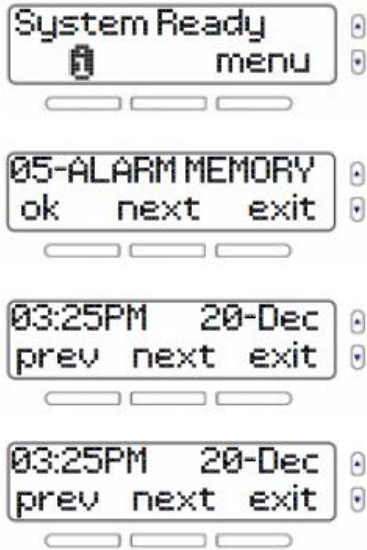 System Ready
i menu
05-ALARM MEMORY
ok next exit
03:25PM 20-Dec
prev next exit
03:25PM 20-Dec
prev next exit